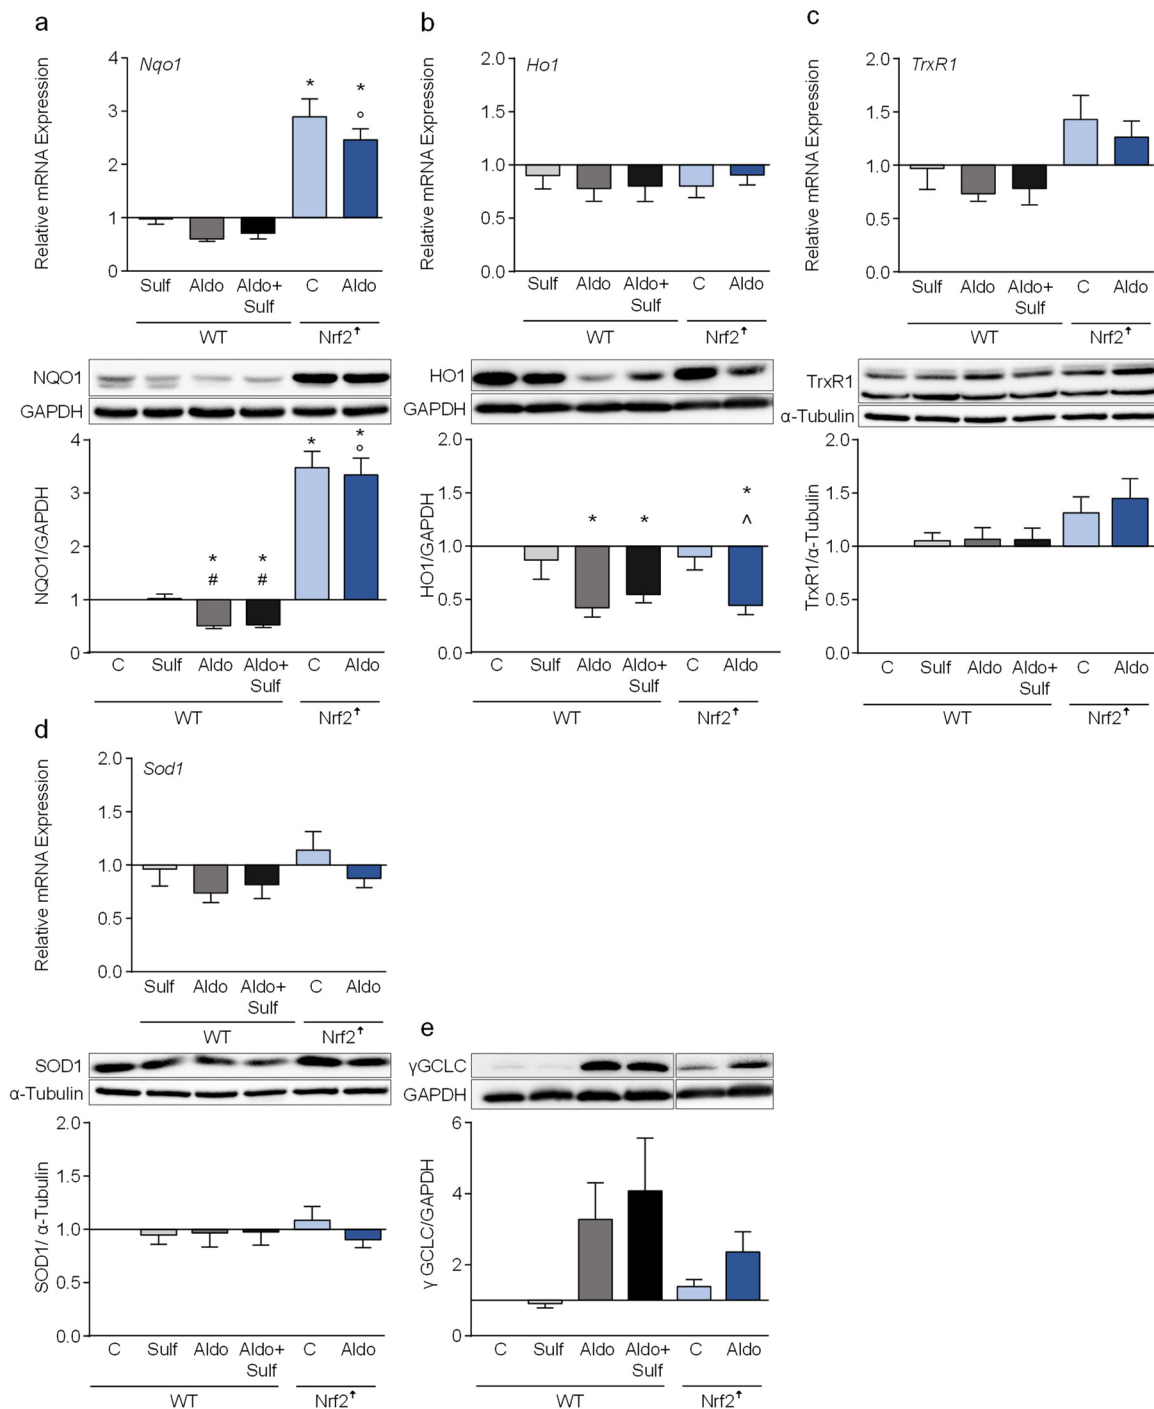 a
Relative mRNA Expression
Nqo1
4
3
2
1
0
* *
°
Sulf Aldo Aldo+ C Aldo
Sulf
WT Nrf2↑
NQO1
GAPDH
NQO1/GAPDH
4
3
2
1
0
* *
# #
* *
°
C Sulf Aldo Aldo+ C Aldo
Sulf
WT Nrf2↑
b
Relative mRNA Expression
Ho1
2.0
1.5
1.0
0.5
0.0
Sulf Aldo Aldo+ C Aldo
Sulf
WT Nrf2↑
HO1
GAPDH
HO1/GAPDH
2.0
1.5
1.0
0.5
0.0
* * *
^
C Sulf Aldo Aldo+ C Aldo
Sulf
WT Nrf2↑
c
Relative mRNA Expression
TrxR1
2.0
1.5
1.0
0.5
0.0
Sulf Aldo Aldo+ C Aldo
Sulf
WT Nrf2↑
TrxR1
α-Tubulin
TrxR1/α-Tubulin
2.0
1.5
1.0
0.5
0.0
C Sulf Aldo Aldo+ C Aldo
Sulf
WT Nrf2↑
d
Relative mRNA Expression
Sod1
2.0
1.5
1.0
0.5
0.0
Sulf Aldo Aldo+ C Aldo
Sulf
WT Nrf2↑
SOD1
α-Tubulin
SOD1/ α-Tubulin
2.0
1.5
1.0
0.5
0.0
C Sulf Aldo Aldo+ C Aldo
Sulf
WT Nrf2↑
e
γGCLC
GAPDH
γ GCLC/GAPDH
6
4
2
0
C Sulf Aldo Aldo+ C Aldo
Sulf
WT Nrf2↑